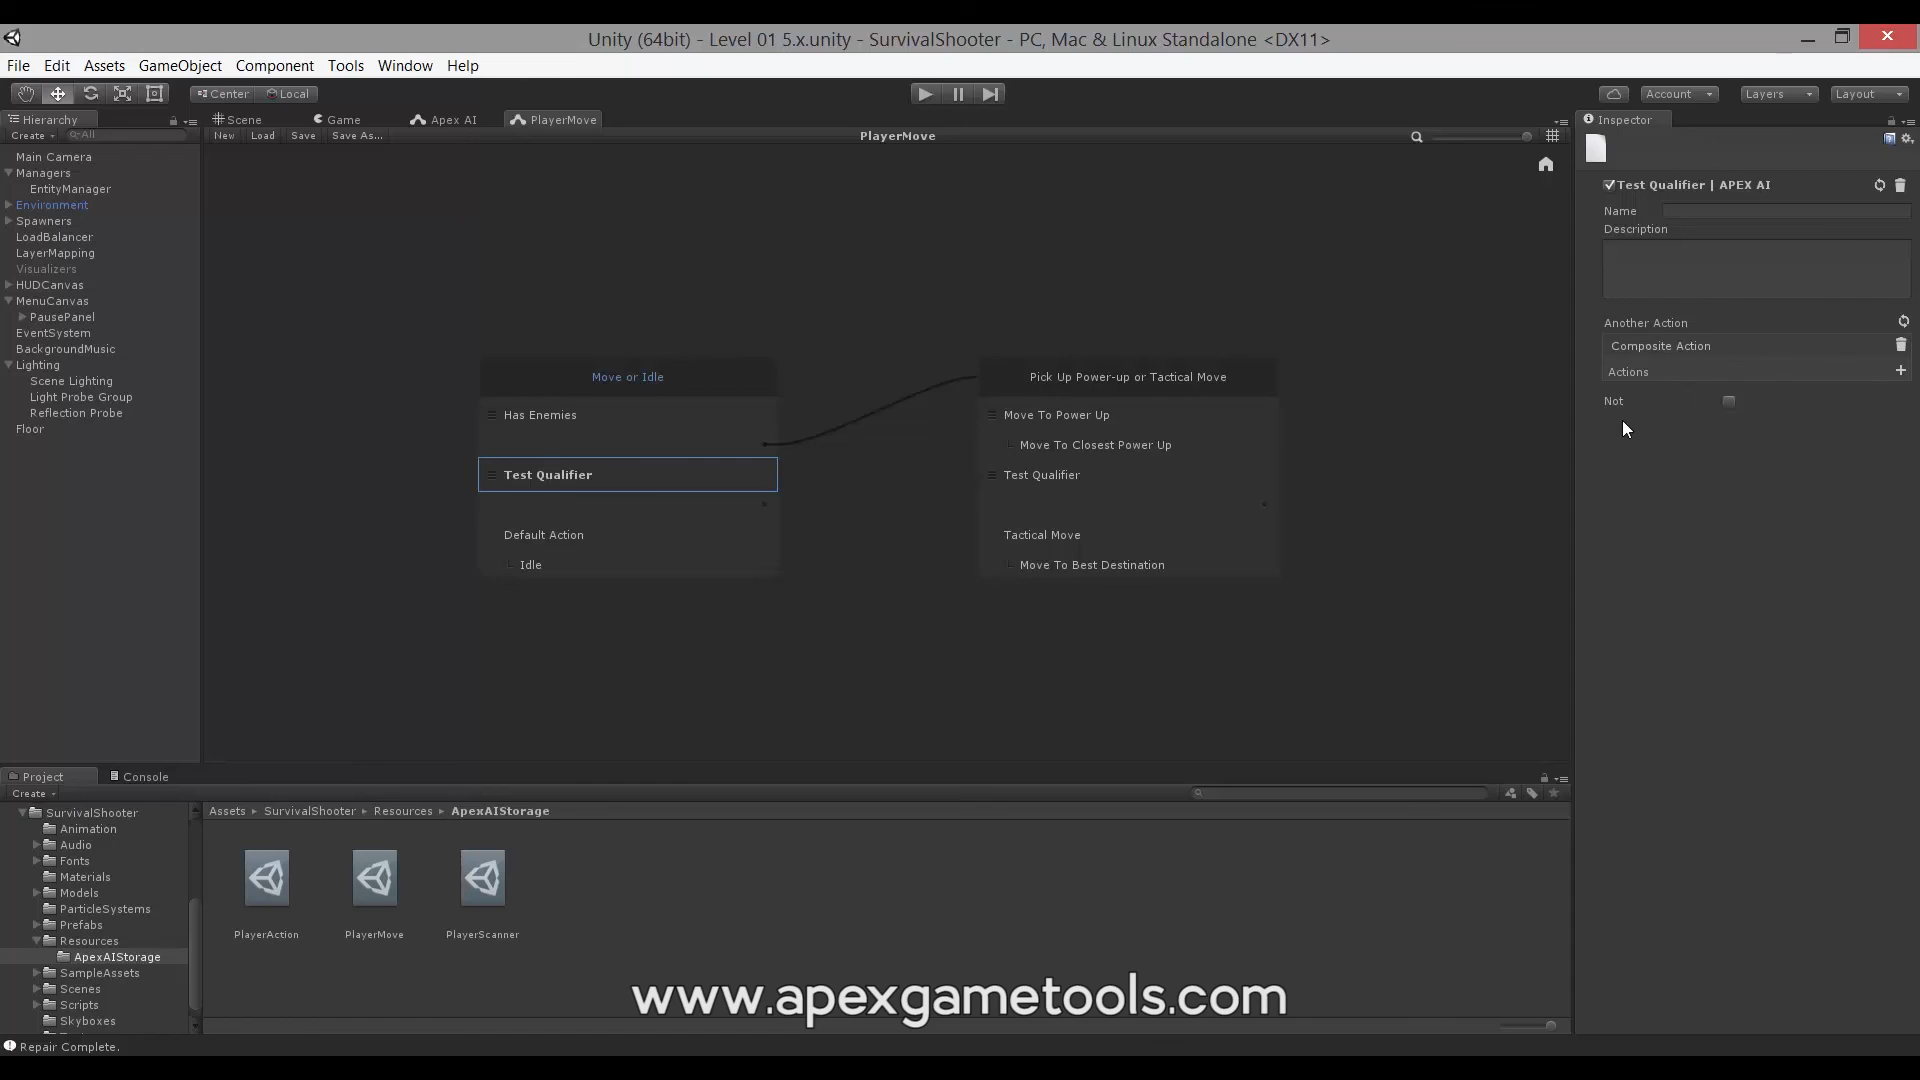 Unity (64bit) - Level 01 5.x.unity - SurvivalShooter - PC, Mac & Linux Standalone <DX11>
File Edit Assets GameObject Component Tools Window Help
Center Local
Account Layers Layout
Hierarchy
Create All
Main Camera
Managers
EntityManager
Environment
Spawners
LoadBalancer
LayerMapping
Visualizers
HUDCanvas
MenuCanvas
PausePanel
EventSystem
BackgroundMusic
Lighting
Scene Lighting
Light Probe Group
Reflection Probe
Floor
Scene Game Apex AI PlayerMove
New Load Save Save As... PlayerMove
Move or Idle
Has Enemies
Test Qualifier
Default Action
Idle
Pick Up Power-up or Tactical Move
Move To Power Up
Move To Closest Power Up
Test Qualifier
Tactical Move
Move To Best Destination
Inspector
Test Qualifier | APEX AI
Name
Description
Another Action
Composite Action
Actions
Not
Project Console
Create
SurvivalShooter
Animation
Audio
Fonts
Materials
Models
ParticleSystems
Prefabs
Resources
ApexAIStorage
SampleAssets
Scenes
Scripts
Skyboxes
Assets SurvivalShooter Resources ApexAIStorage
PlayerAction PlayerMove PlayerScanner
www.apexgametools.com
Repair Complete.